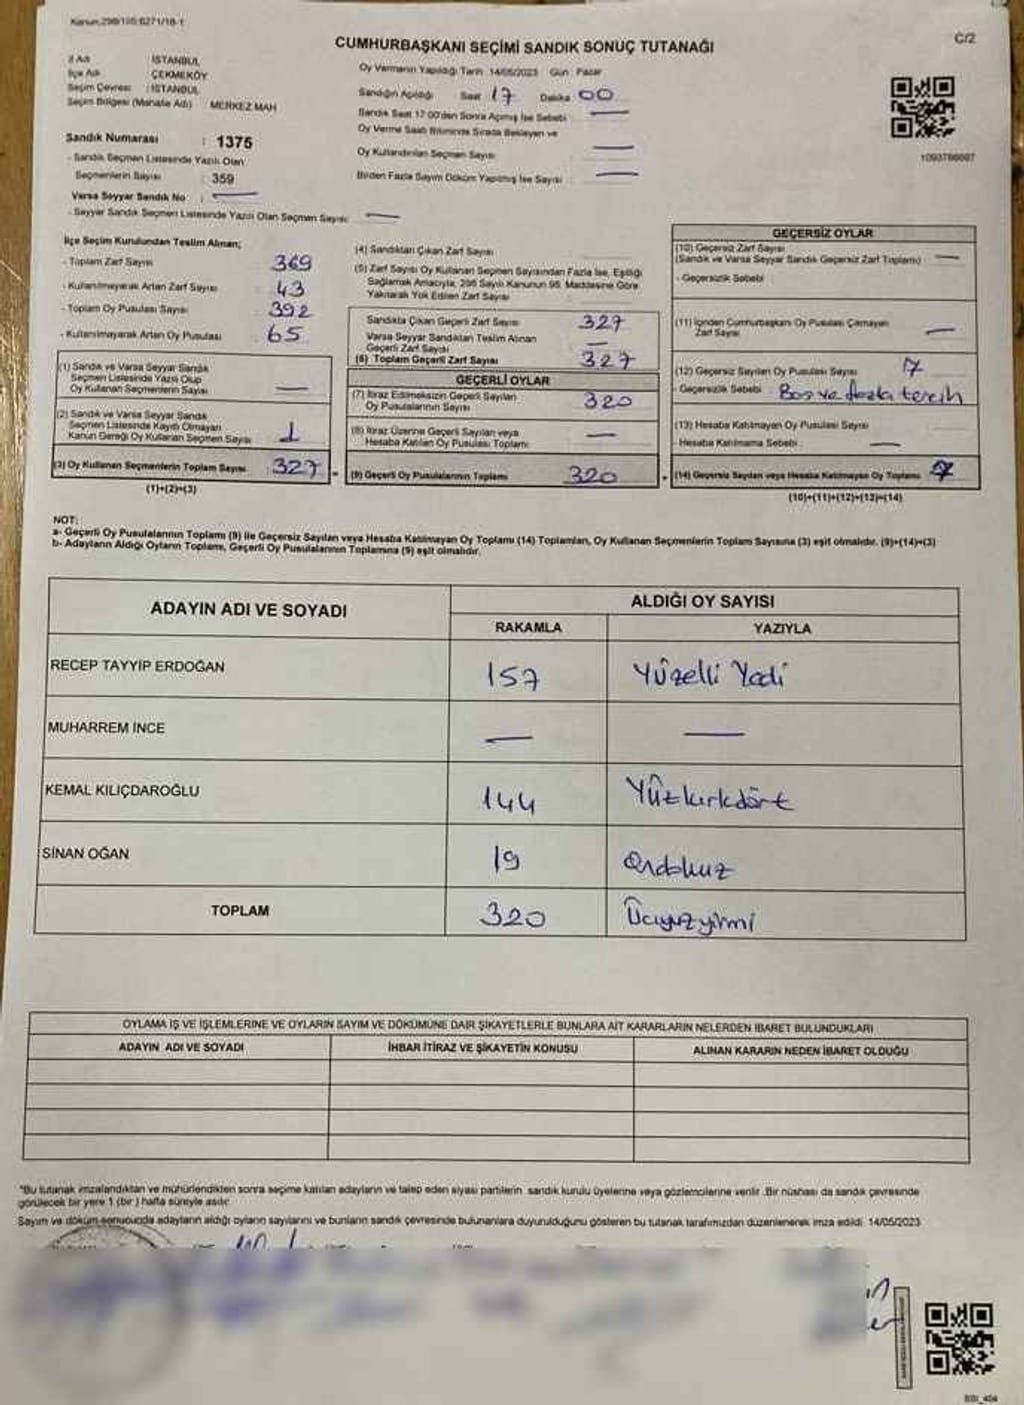 Kanun:298/105;6271/18-1
C/2
CUMHURBAŞKANI SEÇİMİ SANDIK SONUÇ TUTANAĞI
İl Adı : İSTANBUL
İlçe Adı : ÇEKMEKÖY
Seçim Çevresi : İSTANBUL
Seçim Bölgesi (Mahalle Adı) : MERKEZ MAH
Oy Vermenin Yapıldığı Tarih : 14/05/2023 Gün : Pazar
Sandığın Açıldığı Saat 17 Dakika 00
Sandık Saat 17:00'den Sonra Açılmış İse Sebebi : —
Oy Verme Saati Bitiminde Sırada Bekleyen ve
Oy Kullandırılan Seçmen Sayısı : —
Birden Fazla Sayım Döküm Yapılmış İse Sayısı : —
1093766697
Sandık Numarası : 1375
- Sandık Seçmen Listesinde Yazılı Olan
Seçmenlerin Sayısı : 359
Varsa Seyyar Sandık No : —
- Seyyar Sandık Seçmen Listesinde Yazılı Olan Seçmen Sayısı: —
İlçe Seçim Kurulundan Teslim Alınan;
- Toplam Zarf Sayısı : 369
- Kullanılmayarak Artan Zarf Sayısı : 43
- Toplam Oy Pusulası Sayısı : 392
- Kullanılmayarak Artan Oy Pusulası : 65
(1) Sandık ve Varsa Seyyar Sandık
Seçmen Listesinde Yazılı Olup
Oy Kullanan Seçmenlerin Sayısı : —
(2) Sandık ve Varsa Seyyar Sandık
Seçmen Listesinde Kayıtlı Olmayan
Kanun Gereği Oy Kullanan Seçmen Sayısı : 1
(3) Oy Kullanan Seçmenlerin Toplam Sayısı : 327
(1)+(2)=(3)
(4) Sandıktan Çıkan Zarf Sayısı
(5) Zarf Sayısı Oy Kullanan Seçmen Sayısından Fazla İse, Eşitliği
Sağlamak Amacıyla, 298 Sayılı Kanunun 98. Maddesine Göre
Yakılarak Yok Edilen Zarf Sayısı
Sandıkta Çıkan Geçerli Zarf Sayısı : 327
Varsa Seyyar Sandıktan Teslim Alınan
Geçerli Zarf Sayısı : —
(6) Toplam Geçerli Zarf Sayısı : 327
GEÇERLİ OYLAR
(7) İtiraz Edilmeksizin Geçerli Sayılan
Oy Pusulalarının Sayısı : 320
(8) İtiraz Üzerine Geçerli Sayılan veya
Hesaba Katılan Oy Pusulası Toplamı : —
(9) Geçerli Oy Pusulalarının Toplamı : 320
GEÇERSİZ OYLAR
(10) Geçersiz Zarf Sayısı
(Sandık ve Varsa Seyyar Sandık Geçersiz Zarf Toplamı) : —
- Geçersizlik Sebebi :
(11) İçinden Cumhurbaşkanı Oy Pusulası Çıkmayan
Zarf Sayısı : —
(12) Geçersiz Sayılan Oy Pusulası Sayısı : 7
- Geçersizlik Sebebi : Boş ve fazla tercih
(13) Hesaba Katılmayan Oy Pusulası Sayısı :
- Hesaba Katılmama Sebebi : —
(14) Geçersiz Sayılan veya Hesaba Katılmayan Oy Toplamı : 7
(10)+(11)+(12)+(13)=(14)
NOT:
a- Geçerli Oy Pusulalarının Toplamı (9) ile Geçersiz Sayılan veya Hesaba Katılmayan Oy Toplamı (14) Toplamları, Oy Kullanan Seçmenlerin Toplam Sayısına (3) eşit olmalıdır. (9)+(14)=(3)
b- Adayların Aldığı Oyların Toplamı, Geçerli Oy Pusulalarının Toplamına (9) eşit olmalıdır.
ADAYIN ADI VE SOYADI
ALDIĞI OY SAYISI
RAKAMLA YAZIYLA
RECEP TAYYİP ERDOĞAN 157 Yüzelli Yedi
MUHARREM İNCE — —
KEMAL KILIÇDAROĞLU 144 Yüzkırkdört
SİNAN OĞAN 19 Ondokuz
TOPLAM 320 Üçyüzyirmi
OYLAMA İŞ VE İŞLEMLERİNE VE OYLARIN SAYIM VE DÖKÜMÜNE DAİR ŞİKAYETLERLE BUNLARA AİT KARARLARIN NELERDEN İBARET BULUNDUKLARI
ADAYIN ADI VE SOYADI İHBAR İTİRAZ VE ŞİKAYETİN KONUSU ALINAN KARARIN NEDEN İBARET OLDUĞU
*Bu tutanak imzalandıktan ve mühürlendikten sonra seçime katılan adayların ve talep eden siyasi partilerin sandık kurulu üyelerine veya gözlemcilerine verilir .Bir nüshası da sandık çevresinde
görülecek bir yere 1 (bir ) hafta süreyle asılır.
Sayım ve döküm sonucunda adayların aldığı oyların sayılarını ve bunların sandık çevresinde bulunanlara duyurulduğunu gösteren bu tutanak tarafımızdan düzenlenerek imza edildi. 14/05/2023